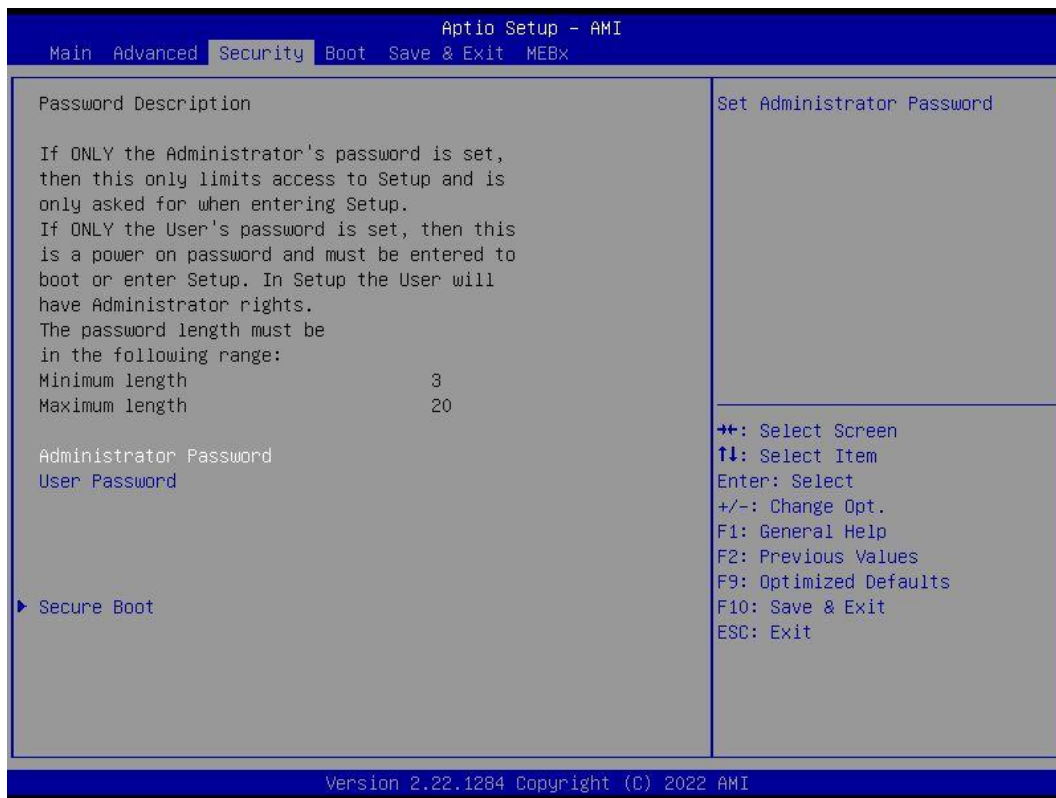 Aptio Setup - AMI
Main Advanced Security Boot Save & Exit MEBx
Password Description
If ONLY the Administrator's password is set,
then this only limits access to Setup and is
only asked for when entering Setup.
If ONLY the User's password is set, then this
is a power on password and must be entered to
boot or enter Setup. In Setup the User will
have Administrator rights.
The password length must be
in the following range:
Minimum length 3
Maximum length 20
Administrator Password
User Password
Secure Boot
Set Administrator Password
→←: Select Screen
↑↓: Select Item
Enter: Select
+/-: Change Opt.
F1: General Help
F2: Previous Values
F9: Optimized Defaults
F10: Save & Exit
ESC: Exit
Version 2.22.1284 Copyright (C) 2022 AMI